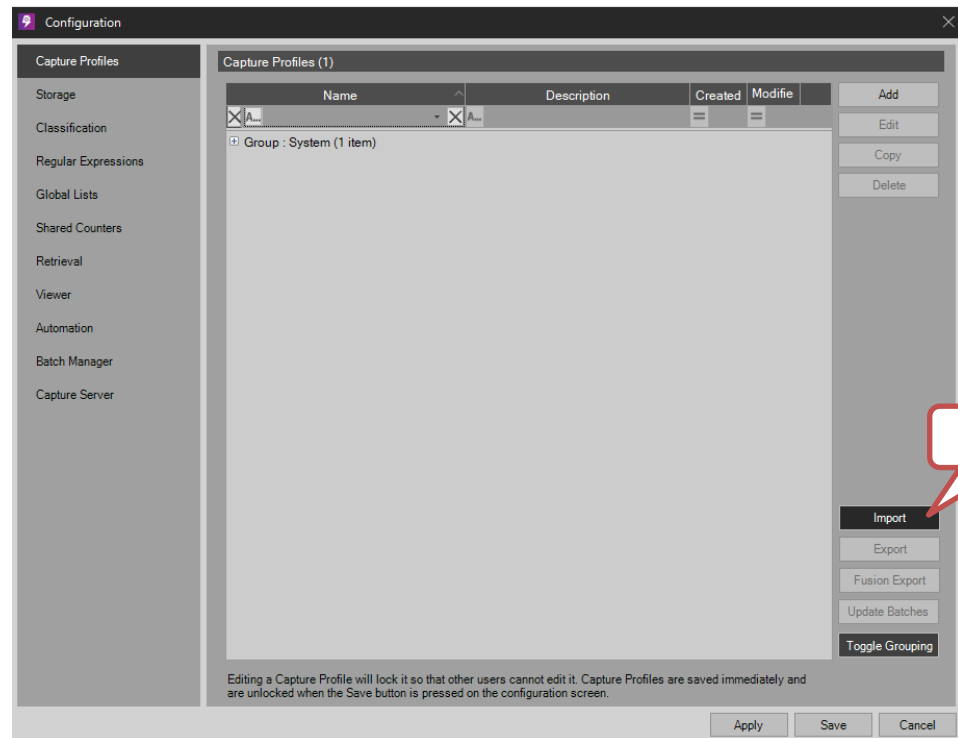 Configuration
Capture Profiles
Storage
Classification
Regular Expressions
Global Lists
Shared Counters
Retrieval
Viewer
Automation
Batch Manager
Capture Server
Capture Profiles (1)
Name Description Created Modifie
A... A... = =
Group : System (1 item)
Add
Edit
Copy
Delete
Import
Export
Fusion Export
Update Batches
Toggle Grouping
Editing a Capture Profile will lock it so that other users cannot edit it. Capture Profiles are saved immediately and
are unlocked when the Save button is pressed on the configuration screen.
Apply Save Cancel